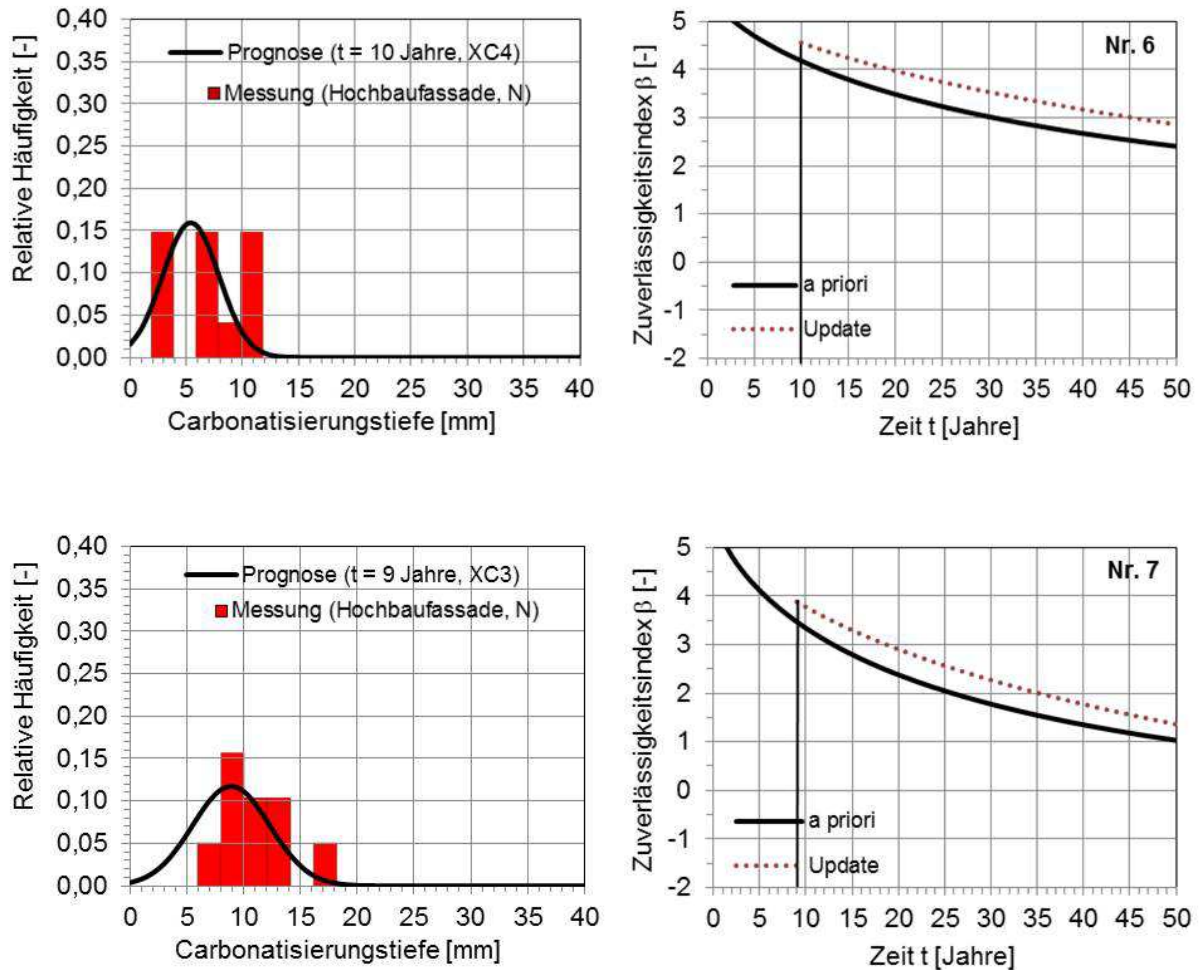 Relative Häufigkeit [-]
0,40
0,35
0,30
0,25
0,20
0,15
0,10
0,05
0,00
Prognose (t = 10 Jahre, XC4)
Messung (Hochbaufassade, N)
0 5 10 15 20 25 30 35 40
Carbonatisierungstiefe [mm]
Zuverlässigkeitsindex β [-]
5
4
3
2
1
0
-1
-2
Nr. 6
a priori
Update
0 5 10 15 20 25 30 35 40 45 50
Zeit t [Jahre]
Relative Häufigkeit [-]
0,40
0,35
0,30
0,25
0,20
0,15
0,10
0,05
0,00
Prognose (t = 9 Jahre, XC3)
Messung (Hochbaufassade, N)
0 5 10 15 20 25 30 35 40
Carbonatisierungstiefe [mm]
Zuverlässigkeitsindex β [-]
5
4
3
2
1
0
-1
-2
Nr. 7
a priori
Update
0 5 10 15 20 25 30 35 40 45 50
Zeit t [Jahre]